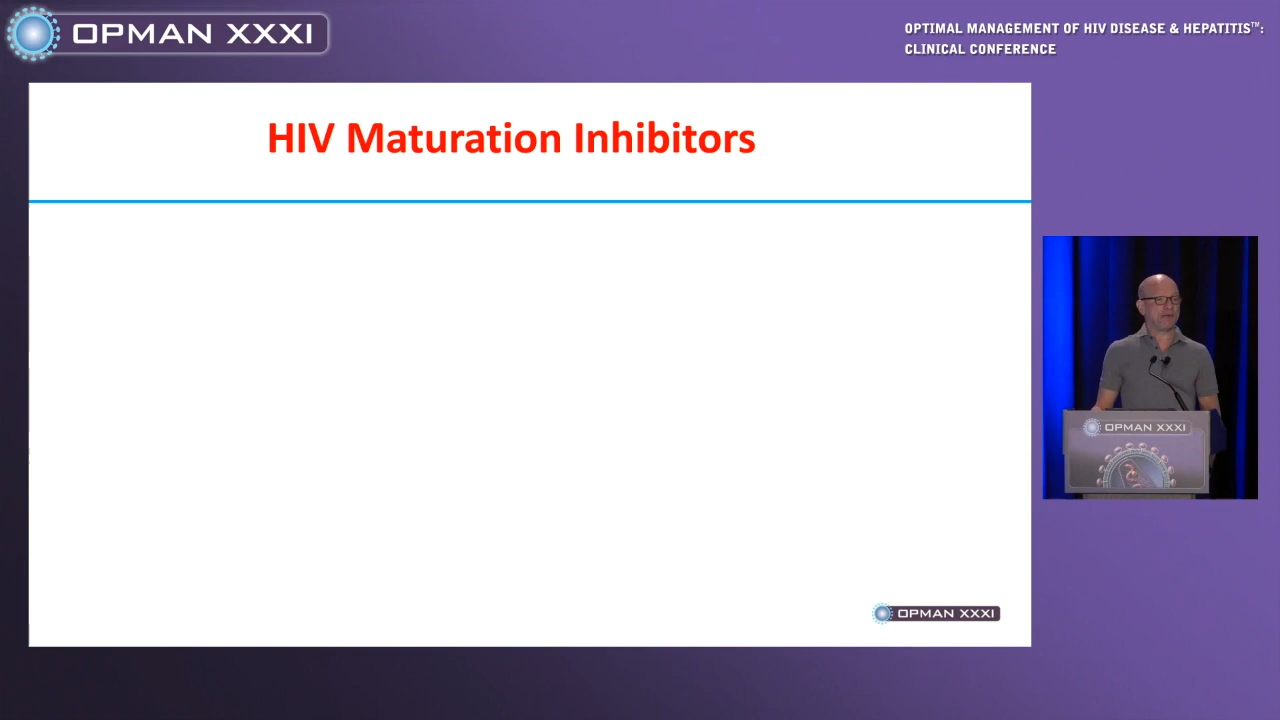 OPMAN XXXI
OPTIMAL MANAGEMENT OF HIV DISEASE & HEPATITIS™:
CLINICAL CONFERENCE
HIV Maturation Inhibitors
OPMAN XXXI
OPMAN XXXI